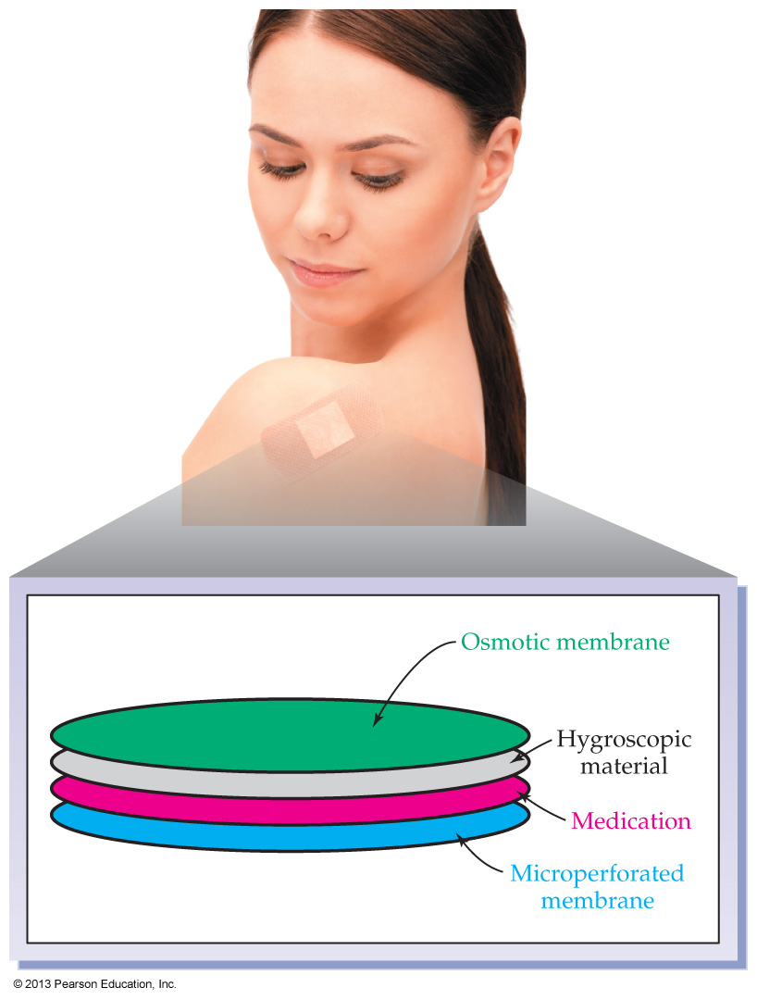 Osmotic membrane
Hygroscopic
material
Medication
Microperforated
membrane
© 2013 Pearson Education, Inc.